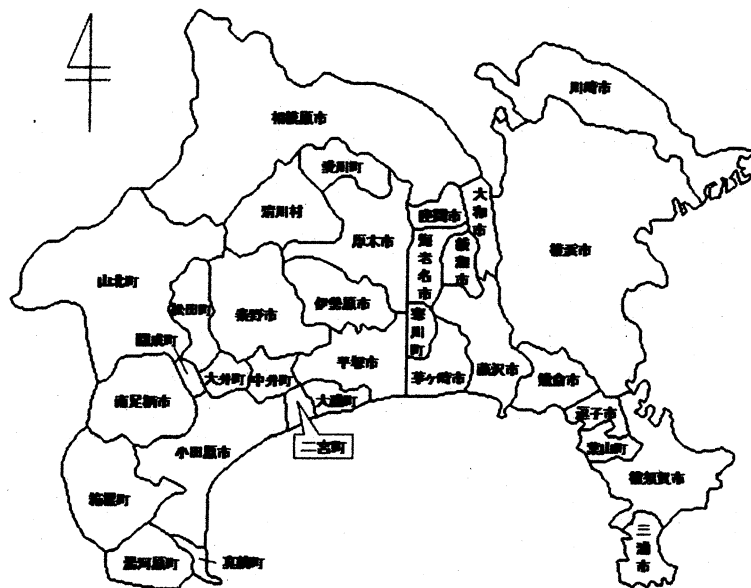 川崎市
相模原市
愛川町
清川村
大和市
座間市
厚木市
海老名市
綾瀬市
横浜市
山北町
松田町
秦野市
伊勢原市
寒川町
開成町
大井町
中井町
平塚市
茅ヶ崎市
藤沢市
鎌倉市
南足柄市
大磯町
逗子市
二宮町
小田原市
葉山町
横須賀市
箱根町
三浦市
湯河原町
真鶴町